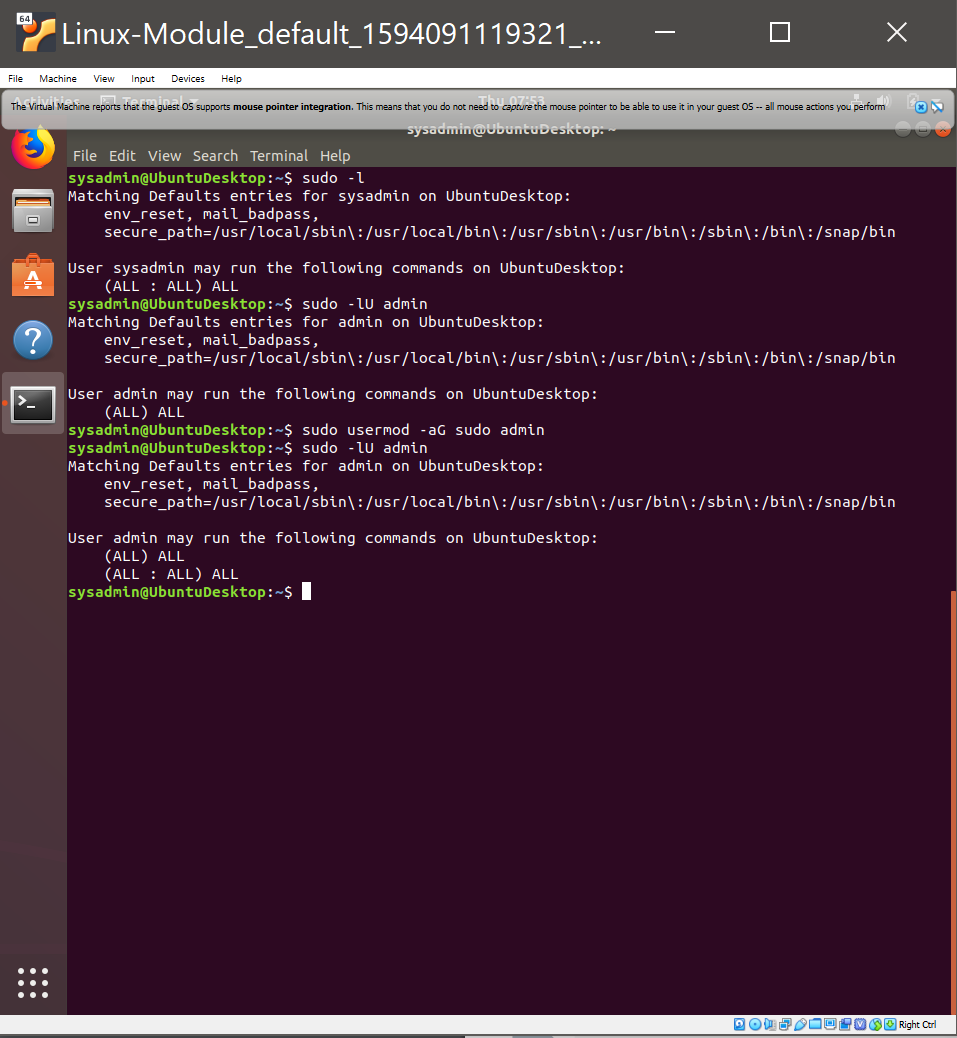 64
Linux-Module_default_1594091119321_...
File Machine View Input Devices Help
Activities Terminal Thu 07:53
The Virtual Machine reports that the guest OS supports mouse pointer integration. This means that you do not need to capture the mouse pointer to be able to use it in your guest OS -- all mouse actions you perform
sysadmin@UbuntuDesktop: ~
File Edit View Search Terminal Help
sysadmin@UbuntuDesktop:~$ sudo -l
Matching Defaults entries for sysadmin on UbuntuDesktop:
    env_reset, mail_badpass,
    secure_path=/usr/local/sbin\:/usr/local/bin\:/usr/sbin\:/usr/bin\:/sbin\:/bin\:/snap/bin
User sysadmin may run the following commands on UbuntuDesktop:
    (ALL : ALL) ALL
sysadmin@UbuntuDesktop:~$ sudo -lU admin
Matching Defaults entries for admin on UbuntuDesktop:
    env_reset, mail_badpass,
    secure_path=/usr/local/sbin\:/usr/local/bin\:/usr/sbin\:/usr/bin\:/sbin\:/bin\:/snap/bin
User admin may run the following commands on UbuntuDesktop:
    (ALL) ALL
sysadmin@UbuntuDesktop:~$ sudo usermod -aG sudo admin
sysadmin@UbuntuDesktop:~$ sudo -lU admin
Matching Defaults entries for admin on UbuntuDesktop:
    env_reset, mail_badpass,
    secure_path=/usr/local/sbin\:/usr/local/bin\:/usr/sbin\:/usr/bin\:/sbin\:/bin\:/snap/bin
User admin may run the following commands on UbuntuDesktop:
    (ALL) ALL
    (ALL : ALL) ALL
sysadmin@UbuntuDesktop:~$
Right Ctrl